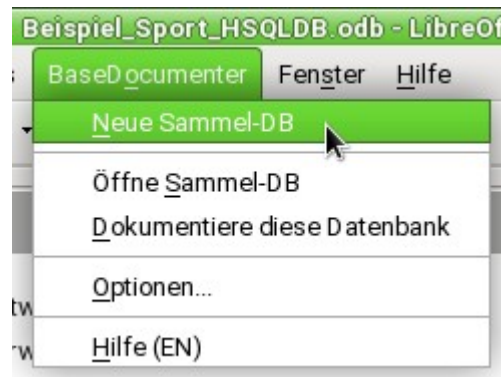 Beispiel_Sport_HSQLDB.odb - LibreOf
BaseDocumenter Fenster Hilfe
Neue Sammel-DB
Öffne Sammel-DB
Dokumentiere diese Datenbank
Optionen...
Hilfe (EN)